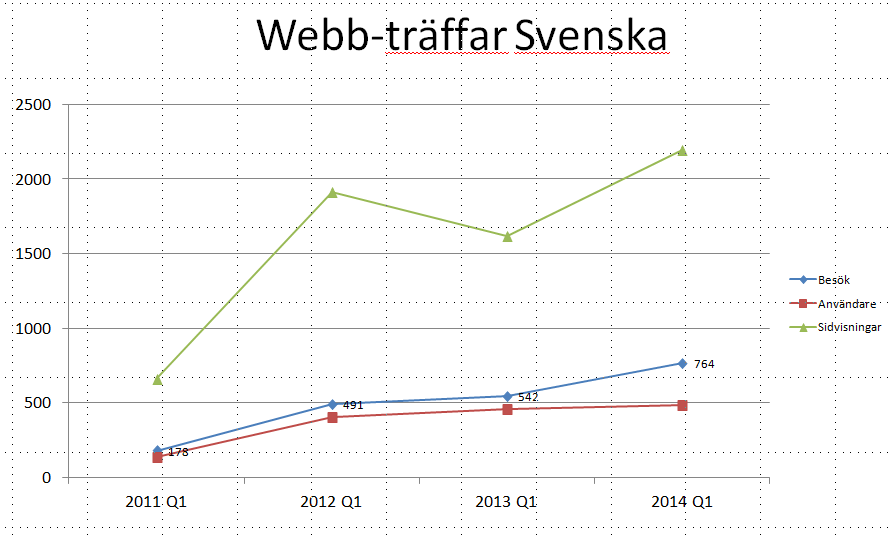 Webb-träffar Svenska
2500
2000
1500
1000
500
0
178
491
542
764
2011 Q1
2012 Q1
2013 Q1
2014 Q1
Besök
Användare
Sidvisningar